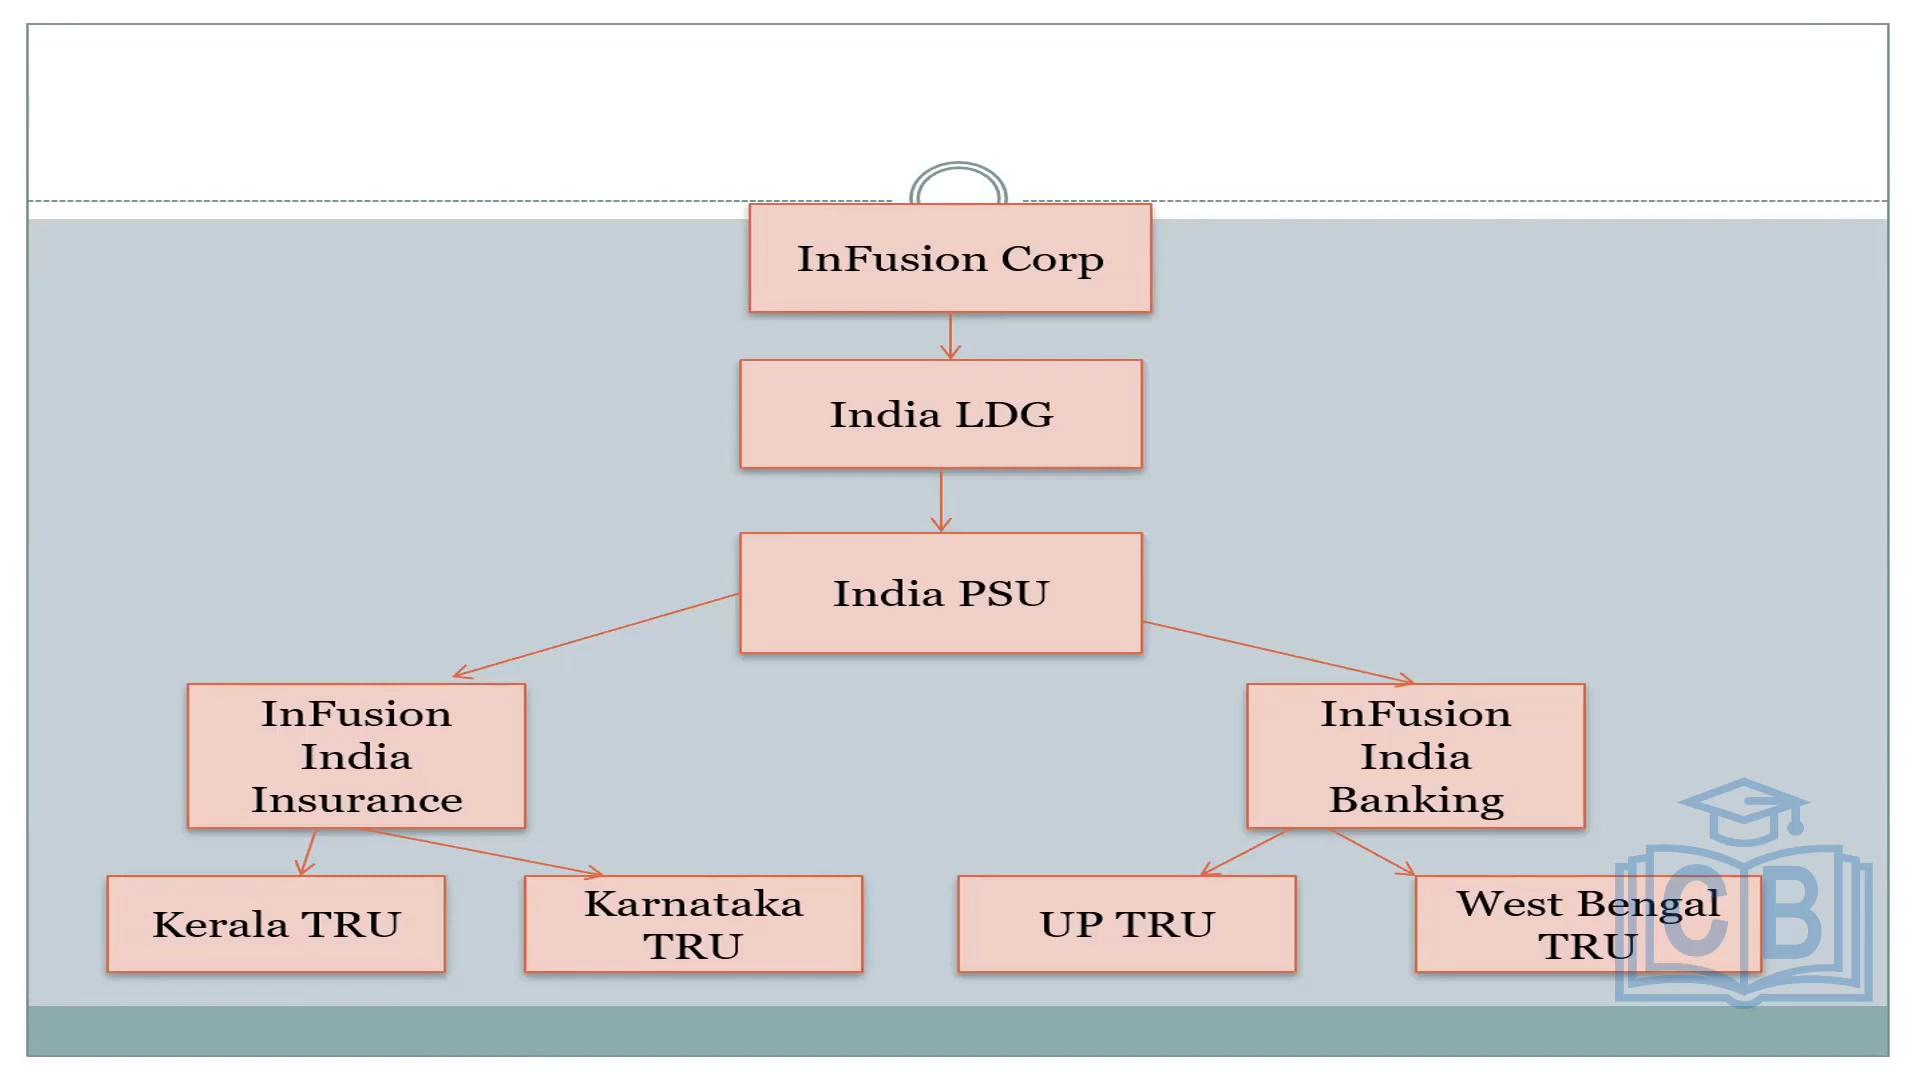 InFusion Corp
India LDG
India PSU
InFusion
India
Insurance
InFusion
India
Banking
Kerala TRU
Karnataka
TRU
UP TRU
West Bengal
TRU
CB